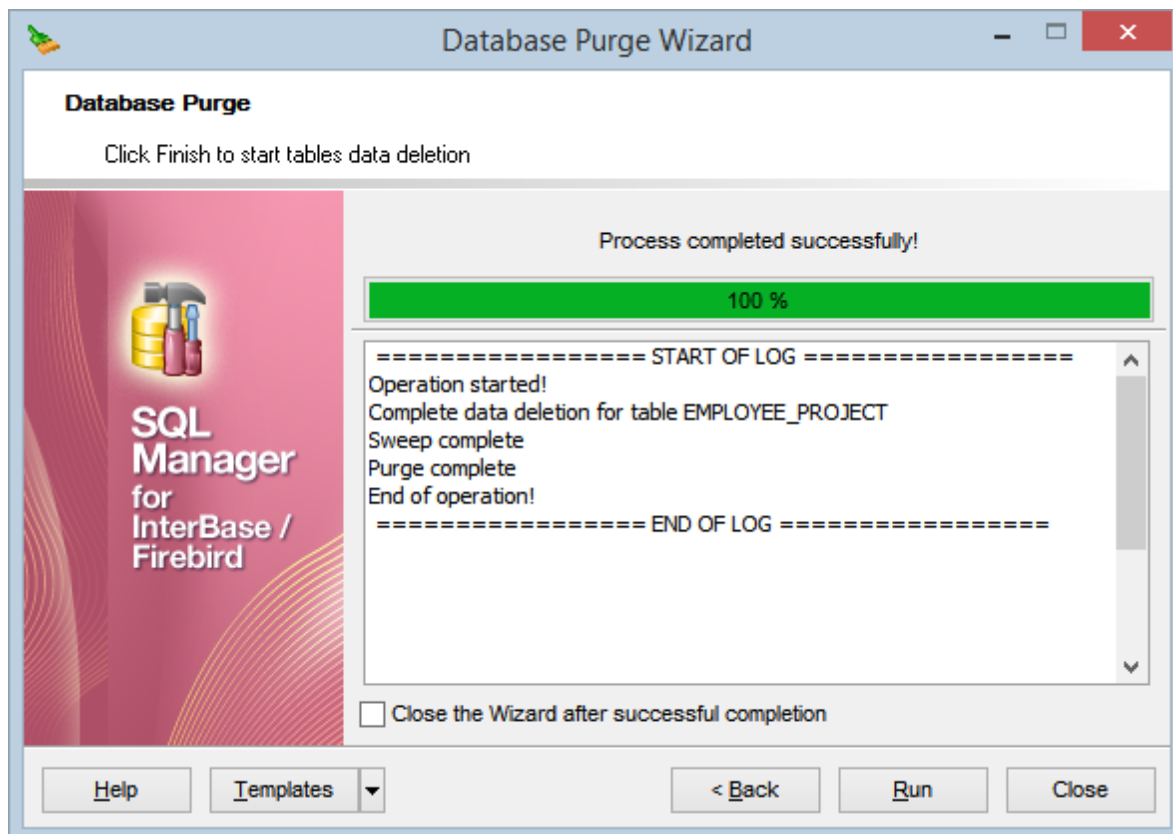 Database Purge Wizard
Database Purge
Click Finish to start tables data deletion
SQL
Manager
for
InterBase /
Firebird
Process completed successfully!
100 %
================= START OF LOG =================
Operation started!
Complete data deletion for table EMPLOYEE_PROJECT
Sweep complete
Purge complete
End of operation!
================= END OF LOG =================
Close the Wizard after successful completion
Help
Templates
< Back
Run
Close